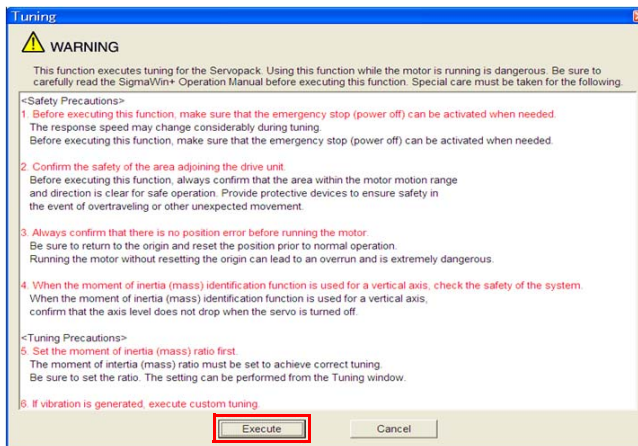 Tuning
WARNING
This function executes tuning for the Servopack. Using this function while the motor is running is dangerous. Be sure to
carefully read the SigmaWin+ Operation Manual before executing this function. Special care must be taken for the following.
<Safety Precautions>
1. Before executing this function, make sure that the emergency stop (power off) can be activated when needed.
The response speed may change considerably during tuning.
Before executing this function, make sure that the emergency stop (power off) can be activated when needed.
2. Confirm the safety of the area adjoining the drive unit.
Before executing this function, always confirm that the area within the motor motion range
and direction is clear for safe operation. Provide protective devices to ensure safety in
the event of overtraveling or other unexpected movement.
3. Always confirm that there is no position error before running the motor.
Be sure to return to the origin and reset the position prior to normal operation.
Running the motor without resetting the origin can lead to an overrun and is extremely dangerous.
4. When the moment of inertia (mass) identification function is used for a vertical axis, check the safety of the system.
When the moment of inertia (mass) identification function is used for a vertical axis,
confirm that the axis level does not drop when the servo is turned off.
<Tuning Precautions>
5. Set the moment of inertia (mass) ratio first.
The moment of intertia (mass) ratio must be set to achieve correct tuning.
Be sure to set the ratio. The setting can be performed from the Tuning window.
6. If vibration is generated, execute custom tuning.
Execute
Cancel